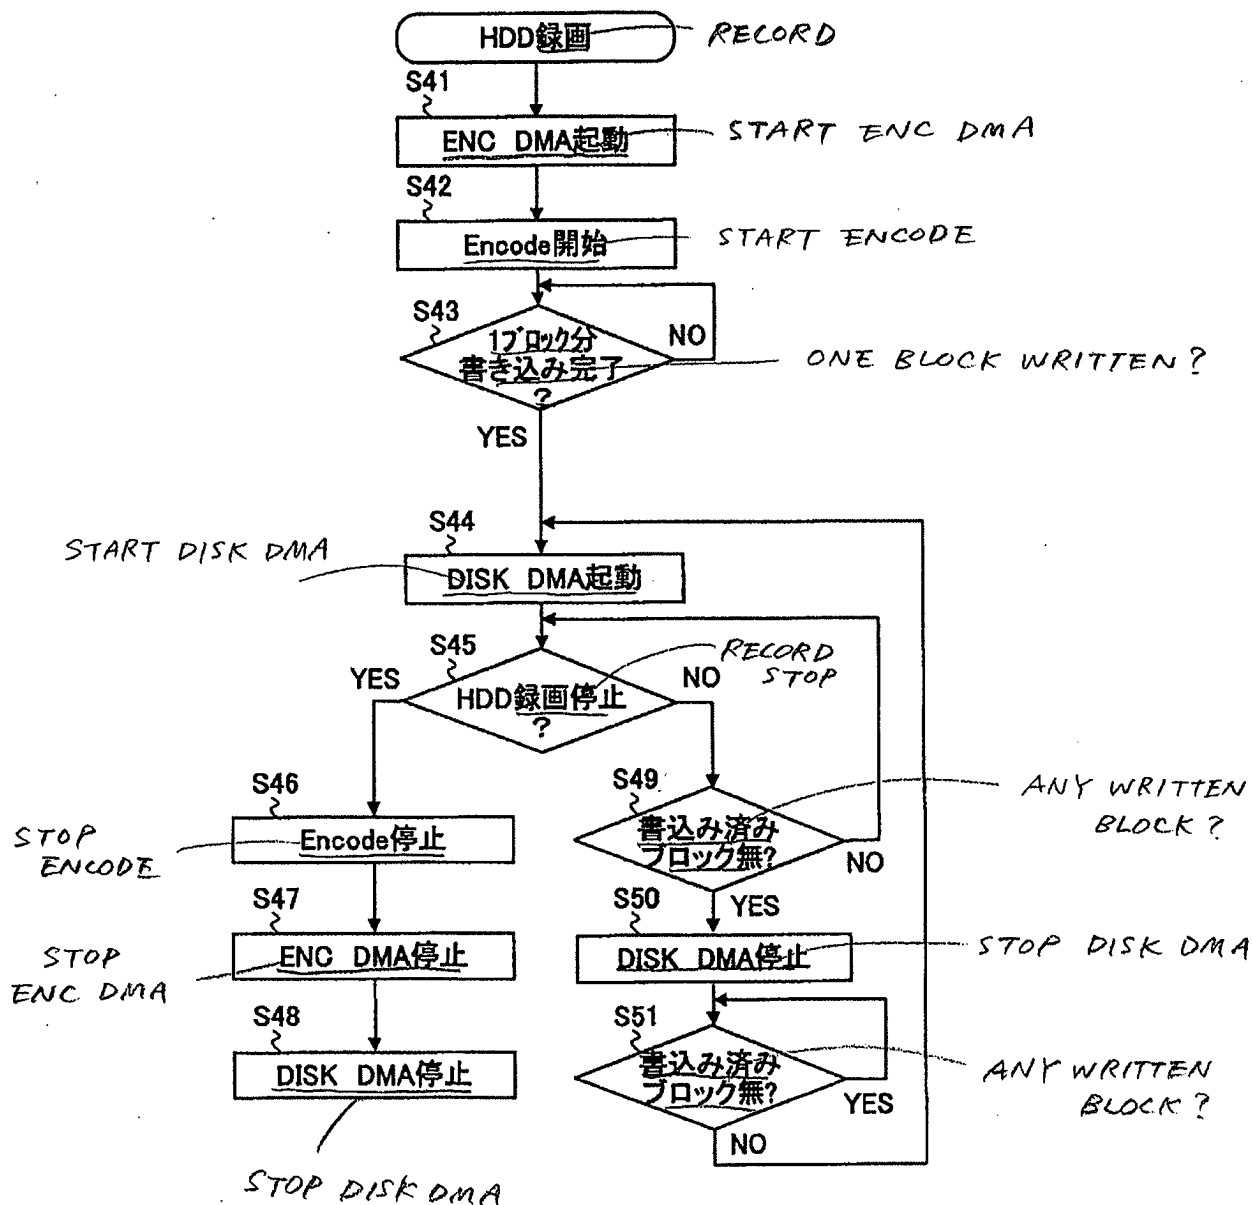 HDD録画
RECORD
S41
ENC DMA起動
START ENC DMA
S42
Encode開始
START ENCODE
S43
1ブロック分
書き込み完了
?
NO
ONE BLOCK WRITTEN?
YES
S44
START DISK DMA
DISK DMA起動
S45
YES
HDD録画停止
?
NO
RECORD
STOP
S46
Encode停止
STOP
ENCODE
S49
書込み済み
ブロック無?
NO
ANY WRITTEN
BLOCK?
YES
S47
ENC DMA停止
STOP
ENC DMA
S50
DISK DMA停止
STOP DISK DMA
S48
DISK DMA停止
STOP DISK DMA
S51
書込み済み
ブロック無?
YES
ANY WRITTEN
BLOCK?
NO